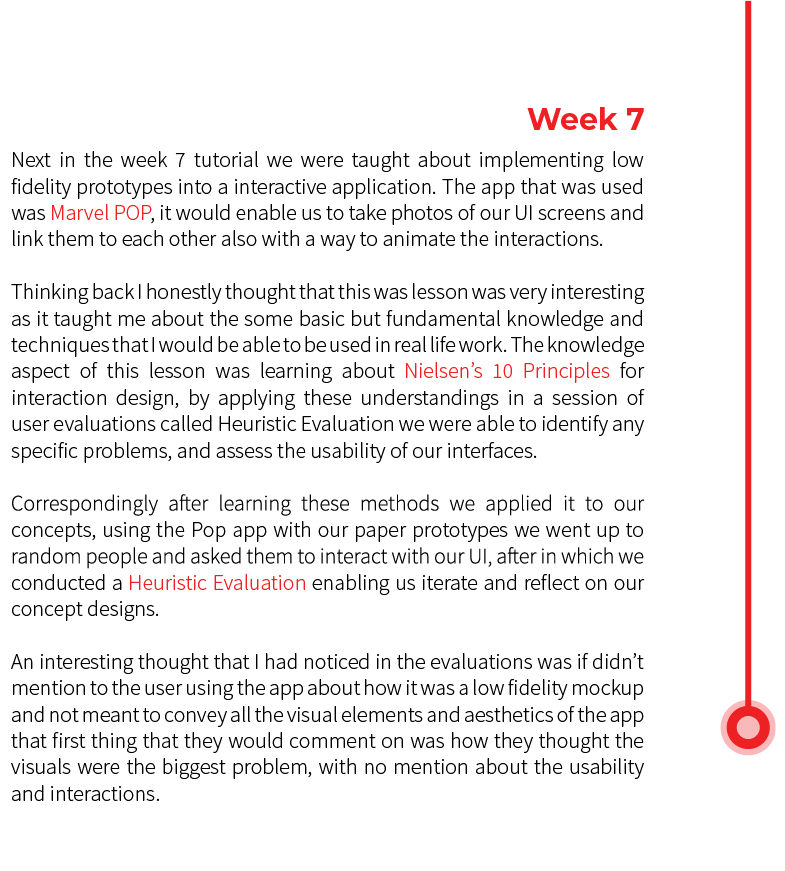 Week 7
Next in the week 7 tutorial we were taught about implementing low
fidelity prototypes into a interactive application. The app that was used
was Marvel POP, it would enable us to take photos of our UI screens and
link them to each other also with a way to animate the interactions.
Thinking back I honestly thought that this was lesson was very interesting
as it taught me about the some basic but fundamental knowledge and
techniques that I would be able to be used in real life work. The knowledge
aspect of this lesson was learning about Nielsen’s 10 Principles for
interaction design, by applying these understandings in a session of
user evaluations called Heuristic Evaluation we were able to identify any
specific problems, and assess the usability of our interfaces.
Correspondingly after learning these methods we applied it to our
concepts, using the Pop app with our paper prototypes we went up to
random people and asked them to interact with our UI, after in which we
conducted a Heuristic Evaluation enabling us iterate and reflect on our
concept designs.
An interesting thought that I had noticed in the evaluations was if didn’t
mention to the user using the app about how it was a low fidelity mockup
and not meant to convey all the visual elements and aesthetics of the app
that first thing that they would comment on was how they thought the
visuals were the biggest problem, with no mention about the usability
and interactions.